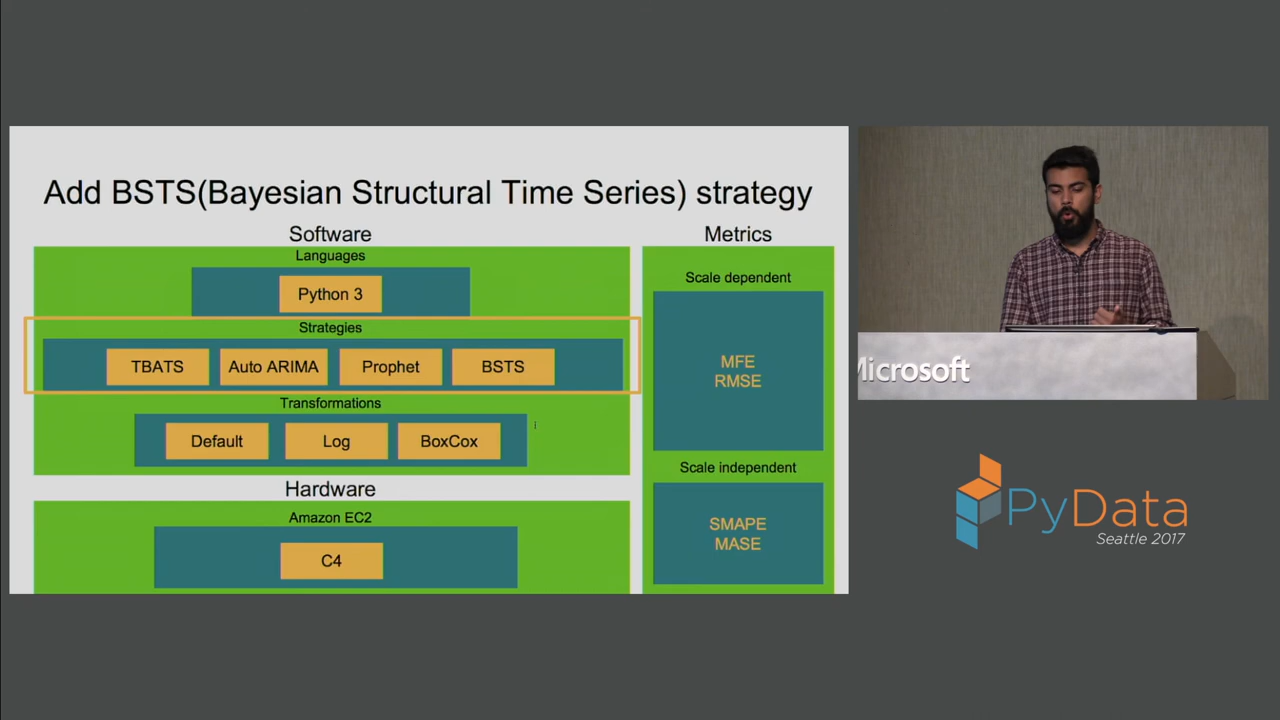 Add BSTS(Bayesian Structural Time Series) strategy
Software
Languages
Python 3
Strategies
TBATS
Auto ARIMA
Prophet
BSTS
Transformations
Default
Log
BoxCox
Hardware
Amazon EC2
C4
Metrics
Scale dependent
MFE
RMSE
Scale independent
SMAPE
MASE
Microsoft
PyData
Seattle 2017